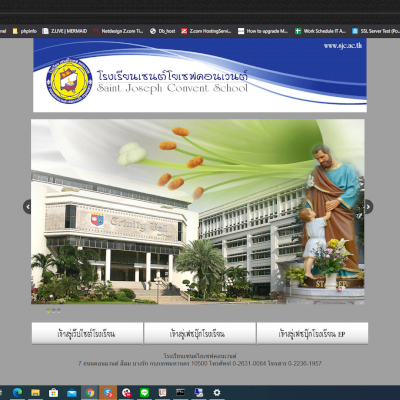 phpinfo
Z.LIVE | MERMAID
Netdesign Z.com Ti...
Db_host
Z.com HostingServi...
How to upgrade M...
Work Schedule IT A...
SSL Server Test (Po...
www.sjc.ac.th
โรงเรียนเซนต์โยเซฟคอนเวนต์
Saint Joseph Convent School
เข้าสู่เว็บไซต์โรงเรียน
เข้าสู่เฟซบุ๊กโรงเรียน
เข้าสู่เฟซบุ๊กโรงเรียน EP
โรงเรียนเซนต์โยเซฟคอนเวนต์
7 ถนนคอนแวนต์ สีลม บางรัก กรุงเทพมหานคร 10500 โทรศัพท์ 0-2631-0084 โทรสาร 0-2236-1957